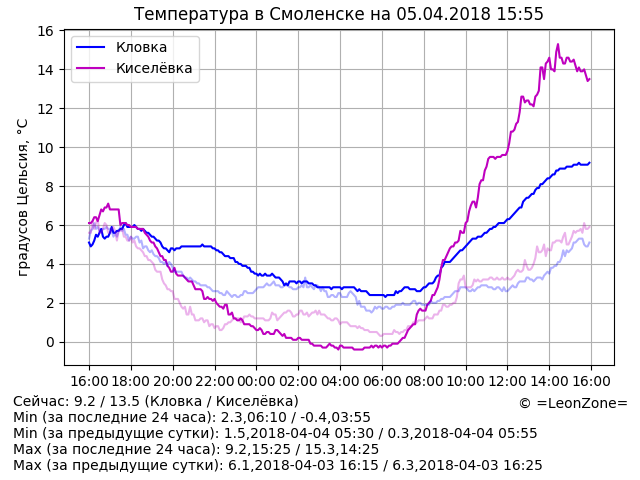 Температура в Смоленске на 05.04.2018 15:55
Кловка
Киселёвка
градусов Цельсия, °C
16
14
12
10
8
6
4
2
0
16:00 18:00 20:00 22:00 00:00 02:00 04:00 06:00 08:00 10:00 12:00 14:00 16:00
Сейчас: 9.2 / 13.5 (Кловка / Киселёвка)
© =LeonZone=
Min (за последние 24 часа): 2.3,06:10 / -0.4,03:55
Min (за предыдущие сутки): 1.5,2018-04-04 05:30 / 0.3,2018-04-04 05:55
Max (за последние 24 часа): 9.2,15:25 / 15.3,14:25
Max (за предыдущие сутки): 6.1,2018-04-03 16:15 / 6.3,2018-04-03 16:25